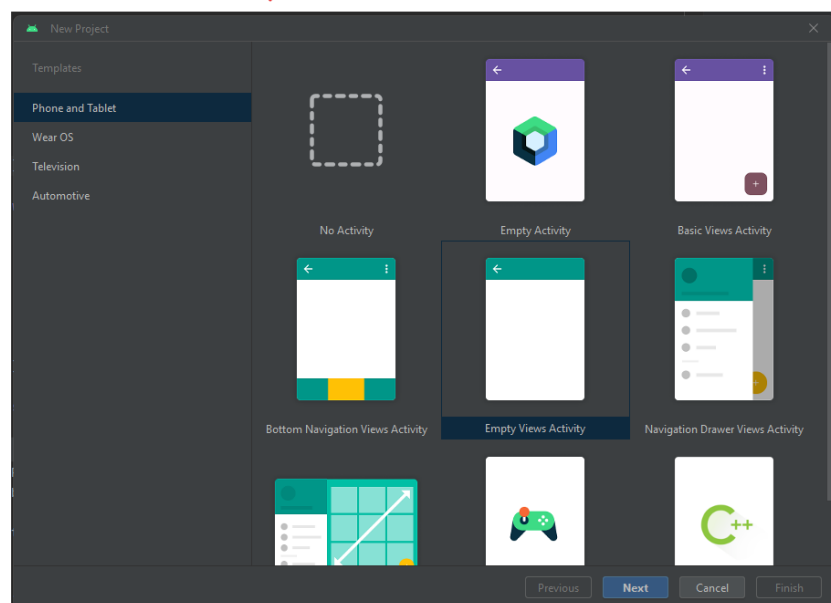 New Project
Templates
Phone and Tablet
Wear OS
Television
Automotive
No Activity
Empty Activity
Basic Views Activity
Bottom Navigation Views Activity
Empty Views Activity
Navigation Drawer Views Activity
C++
Previous
Next
Cancel
Finish